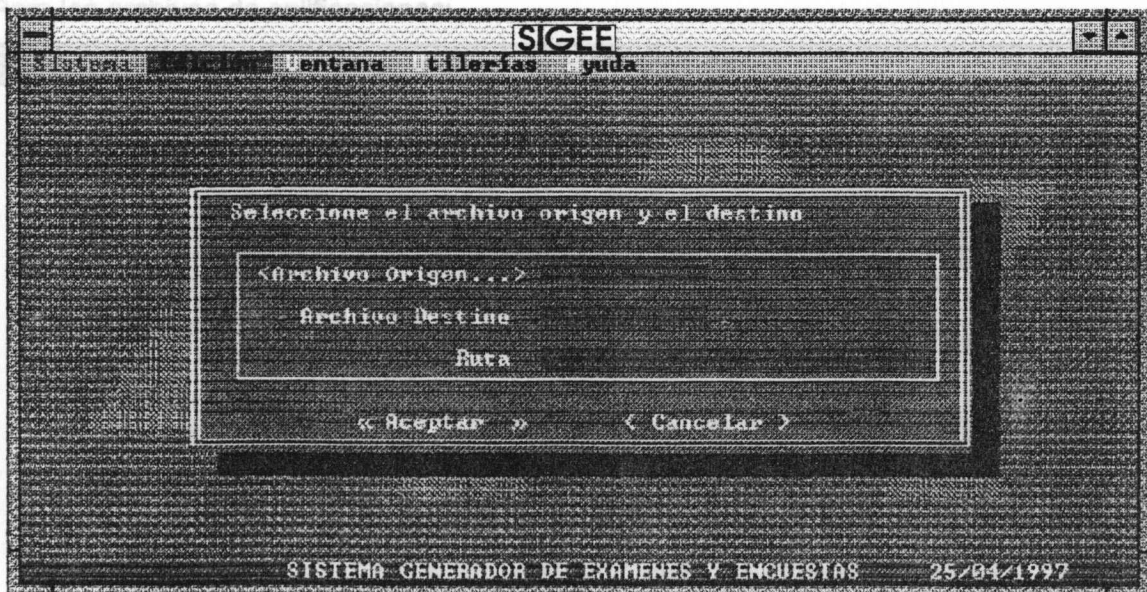 SIGEE
Sistema entana tilerías yuda
Seleccione el archivo origen y el destino
<Archivo Origen...>
Archivo Destino
Ruta
« Aceptar » < Cancelar >
SISTEMA GENERADOR DE EXAMENES Y ENCUESTAS 25/04/1997